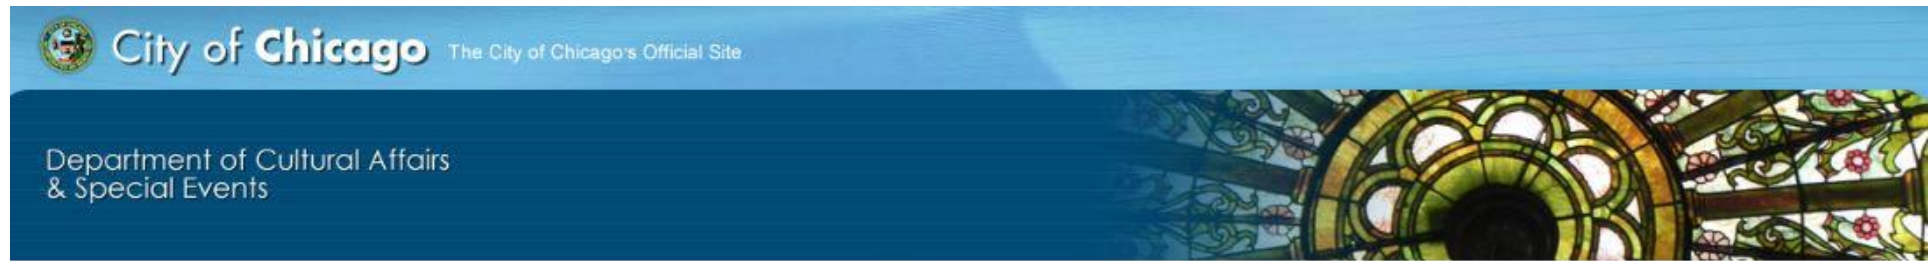 City of Chicago The City of Chicago's Official Site
Department of Cultural Affairs
& Special Events